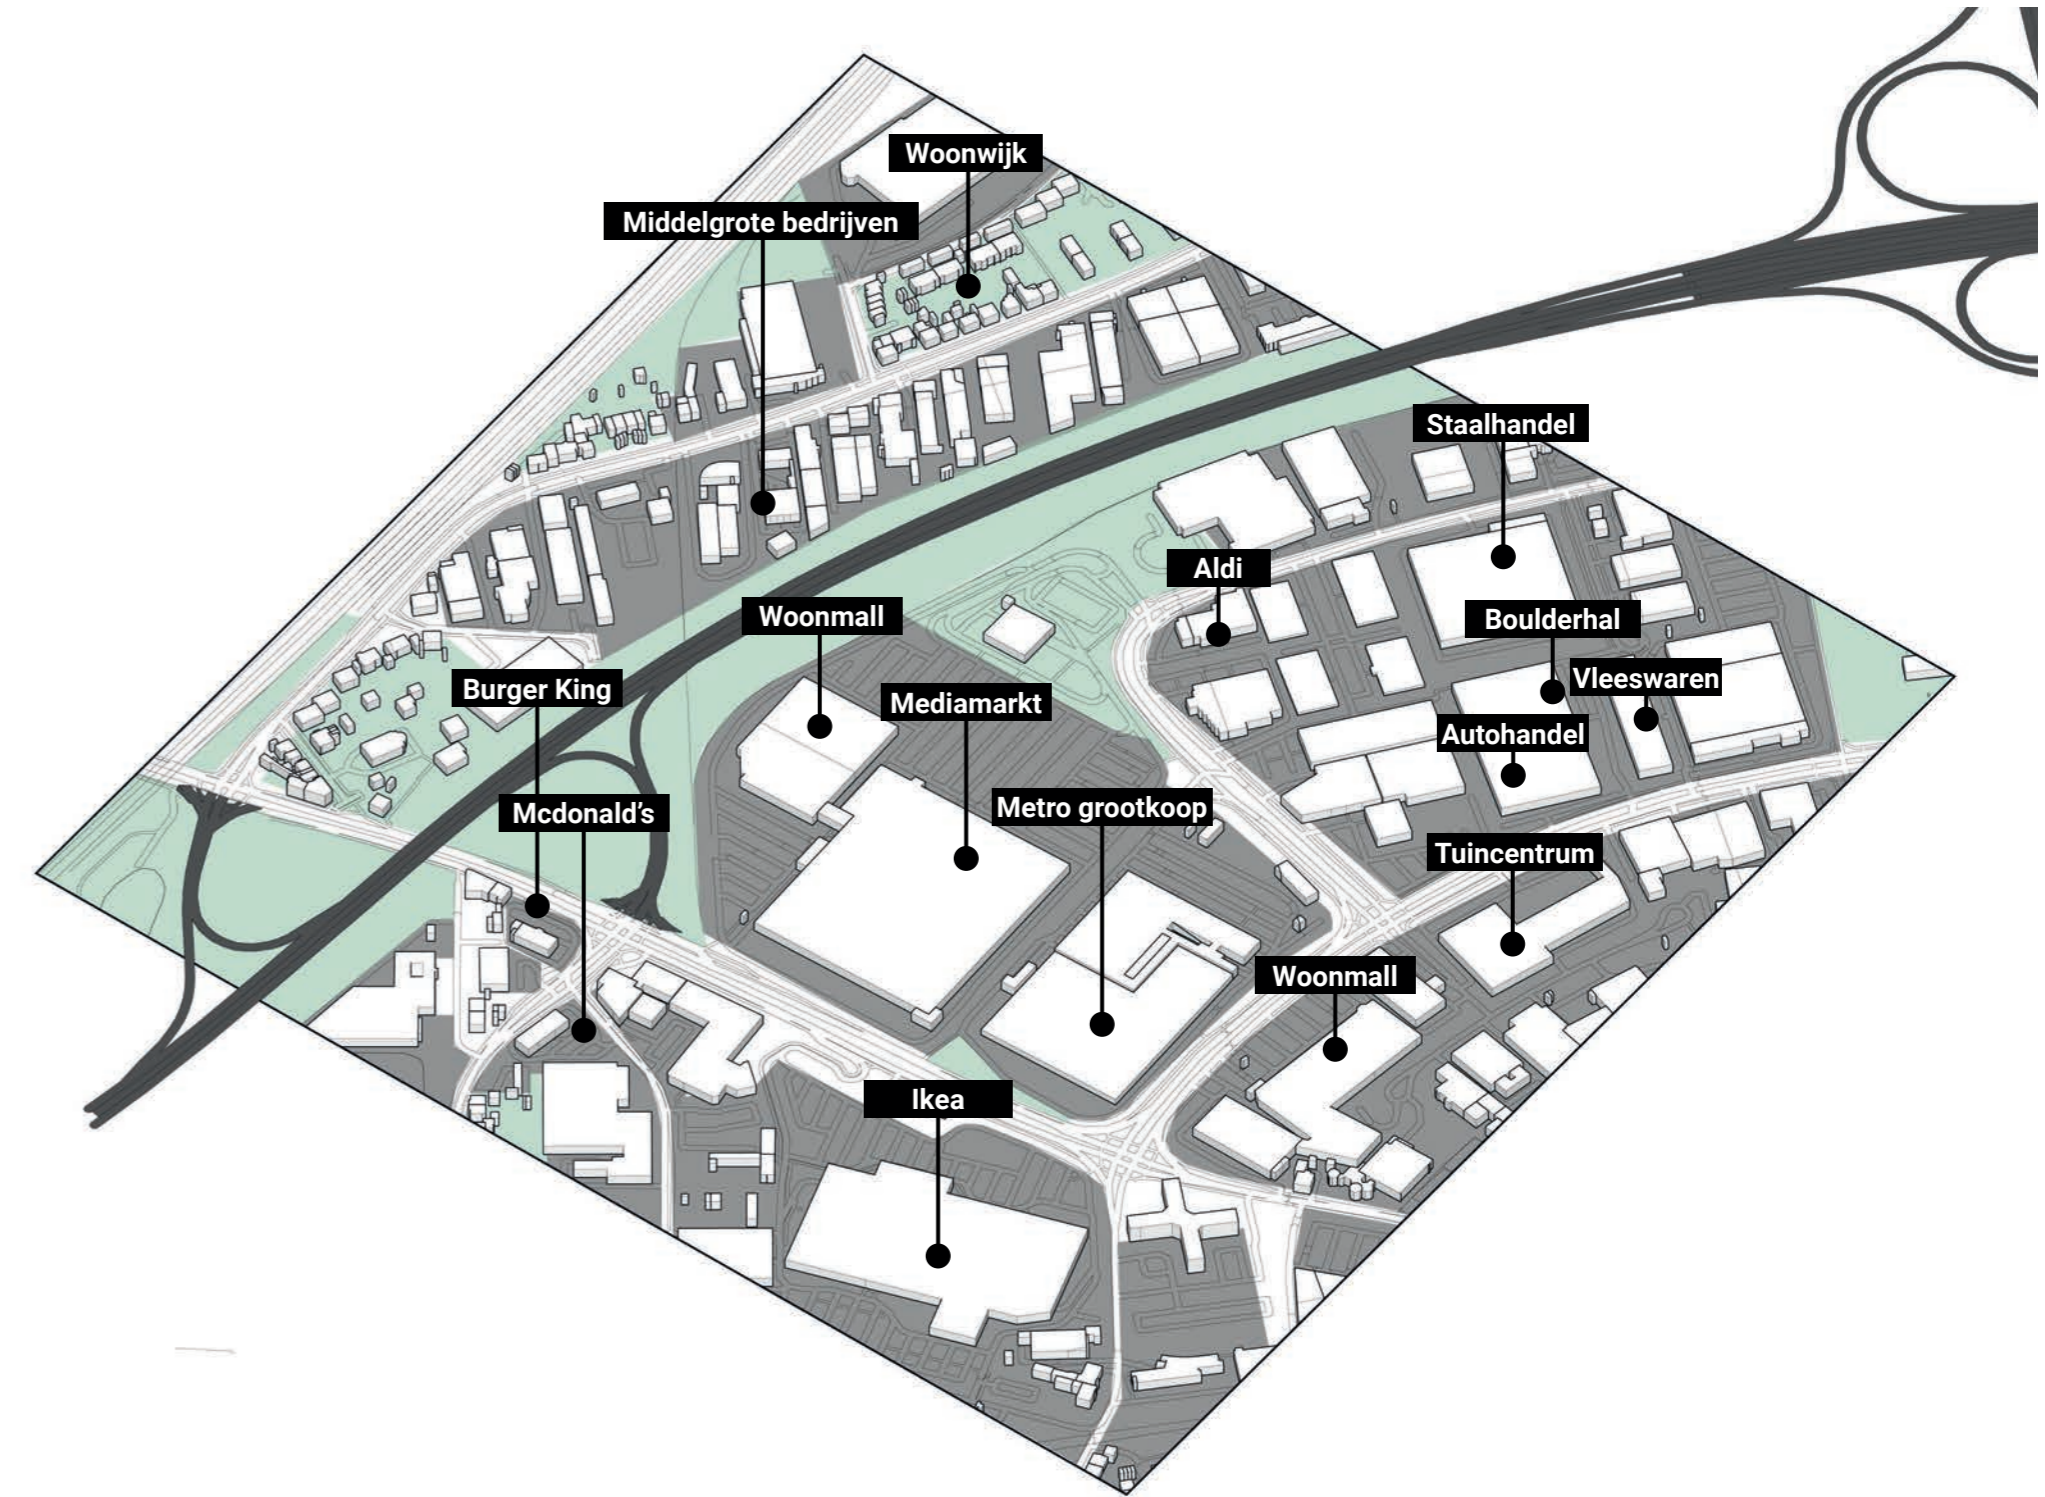 Woonwijk
Middelgrote bedrijven
Staalhandel
Aldi
Woonmall
Boulderhal
Burger King
Vleeswaren
Mediamarkt
Autohandel
Mcdonald's
Metro grootkoop
Tuincentrum
Woonmall
Ikea